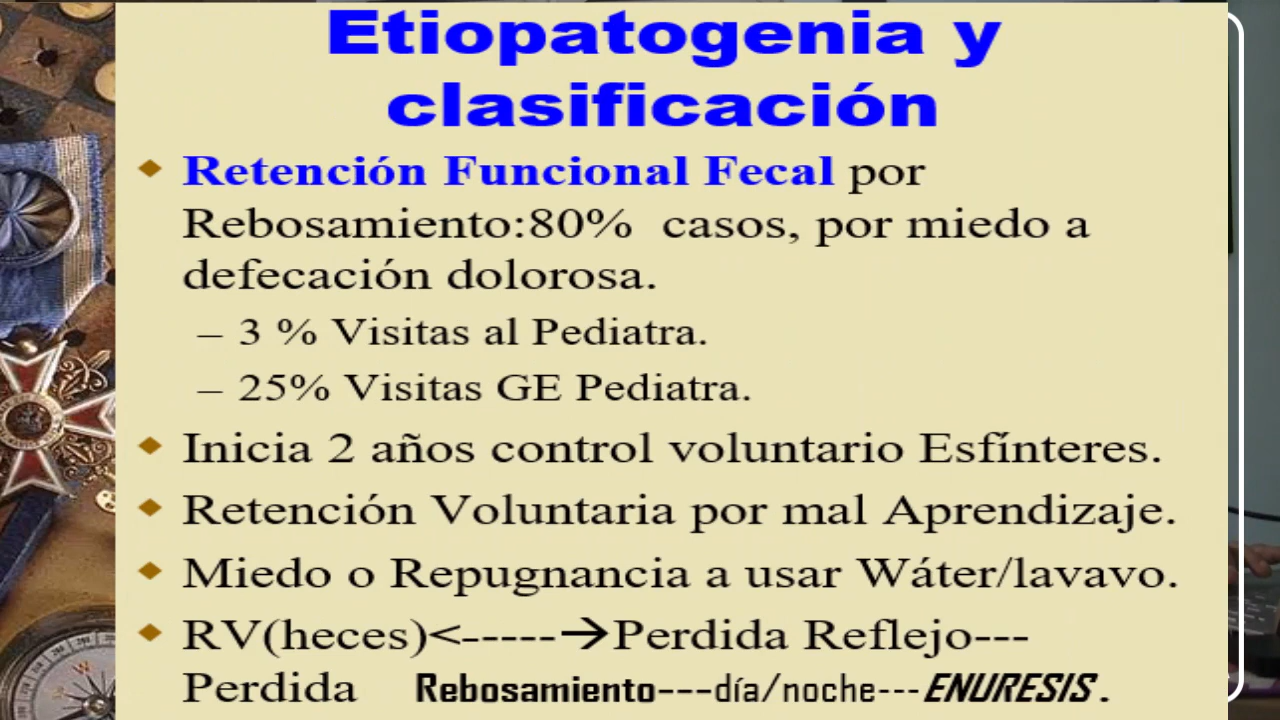 Etiopatogenia y
clasificación
Retención Funcional Fecal por
Rebosamiento:80% casos, por miedo a
defecación dolorosa.
– 3 % Visitas al Pediatra.
– 25% Visitas GE Pediatra.
Inicia 2 años control voluntario Esfínteres.
Retención Voluntaria por mal Aprendizaje.
Miedo o Repugnancia a usar Wáter/lavavo.
RV(heces)<-----→Perdida Reflejo---
Perdida Rebosamiento---día/noche---ENURESIS.